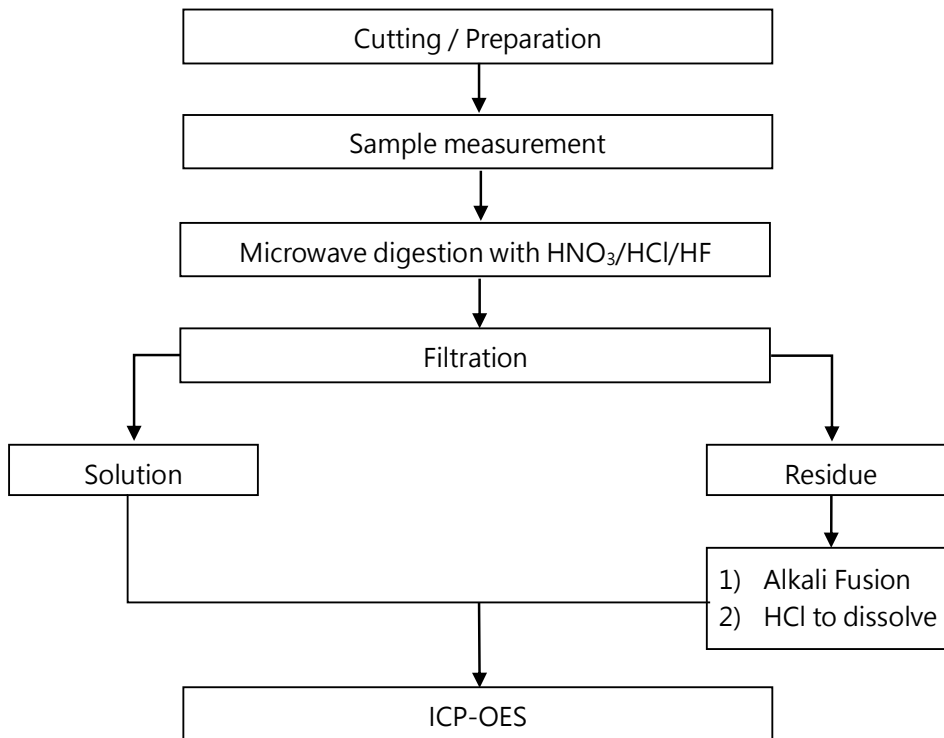 Cutting / Preparation
Sample measurement
Microwave digestion with HNO₃/HCl/HF
Filtration
Solution
Residue
1) Alkali Fusion
2) HCl to dissolve
ICP-OES